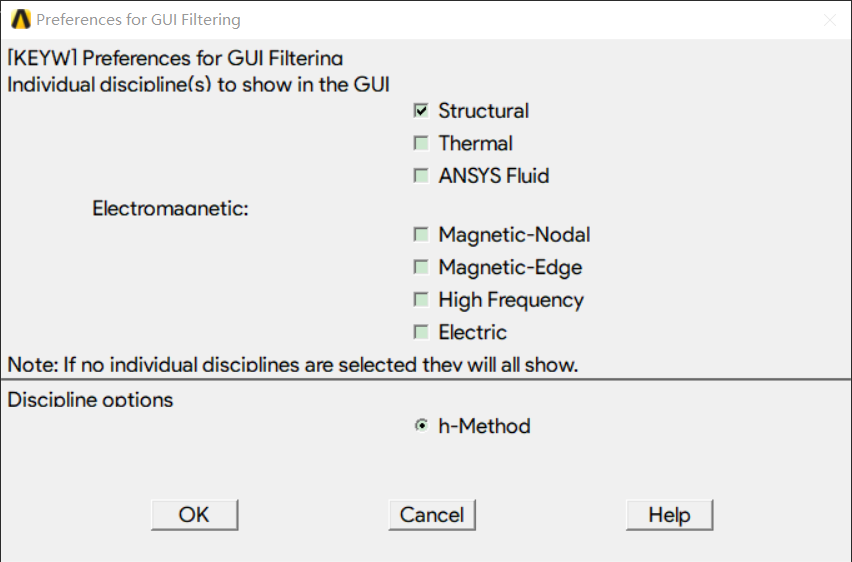 Preferences for GUI Filtering
[KEYW] Preferences for GUI Filtering
Individual discipline(s) to show in the GUI
Structural
Thermal
ANSYS Fluid
Electromagnetic:
Magnetic-Nodal
Magnetic-Edge
High Frequency
Electric
Note: If no individual disciplines are selected they will all show.
Discipline options
h-Method
OK Cancel Help